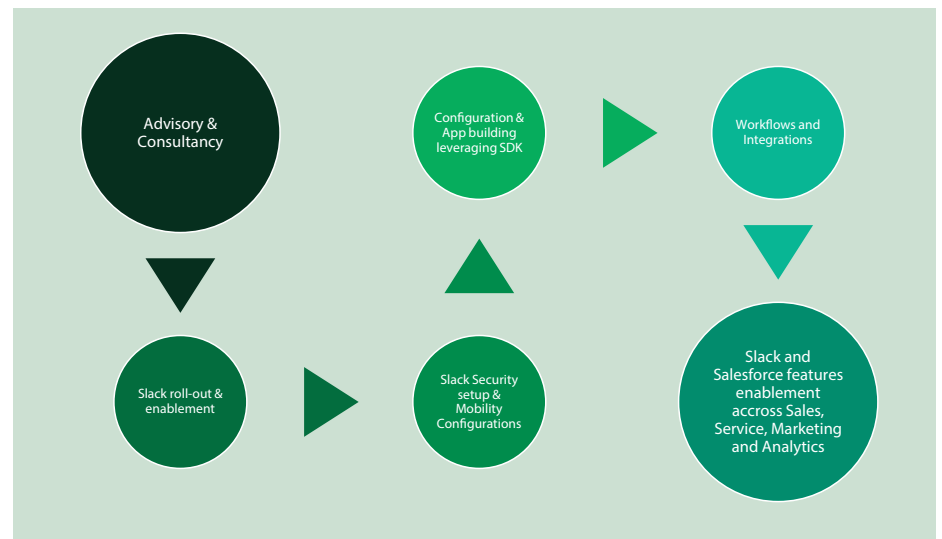 Advisory &
Consultancy
Slack roll-out &
enablement
Slack Security
setup &
Mobility
Configurations
Configuration &
App building
leveraging SDK
Workflows and
Integrations
Slack and
Salesforce features
enablement
accross Sales,
Service, Marketing
and Analytics